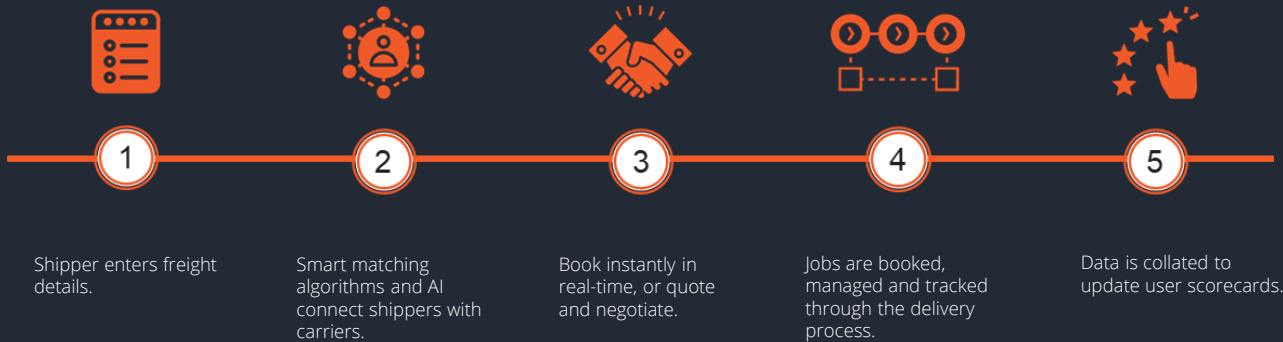 1
2
3
4
5
Shipper enters freight
details.
Smart matching
algorithms and AI
connect shippers with
carriers.
Book instantly in
real-time, or quote
and negotiate.
Jobs are booked,
managed and tracked
through the delivery
process.
Data is collated to
update user scorecards.